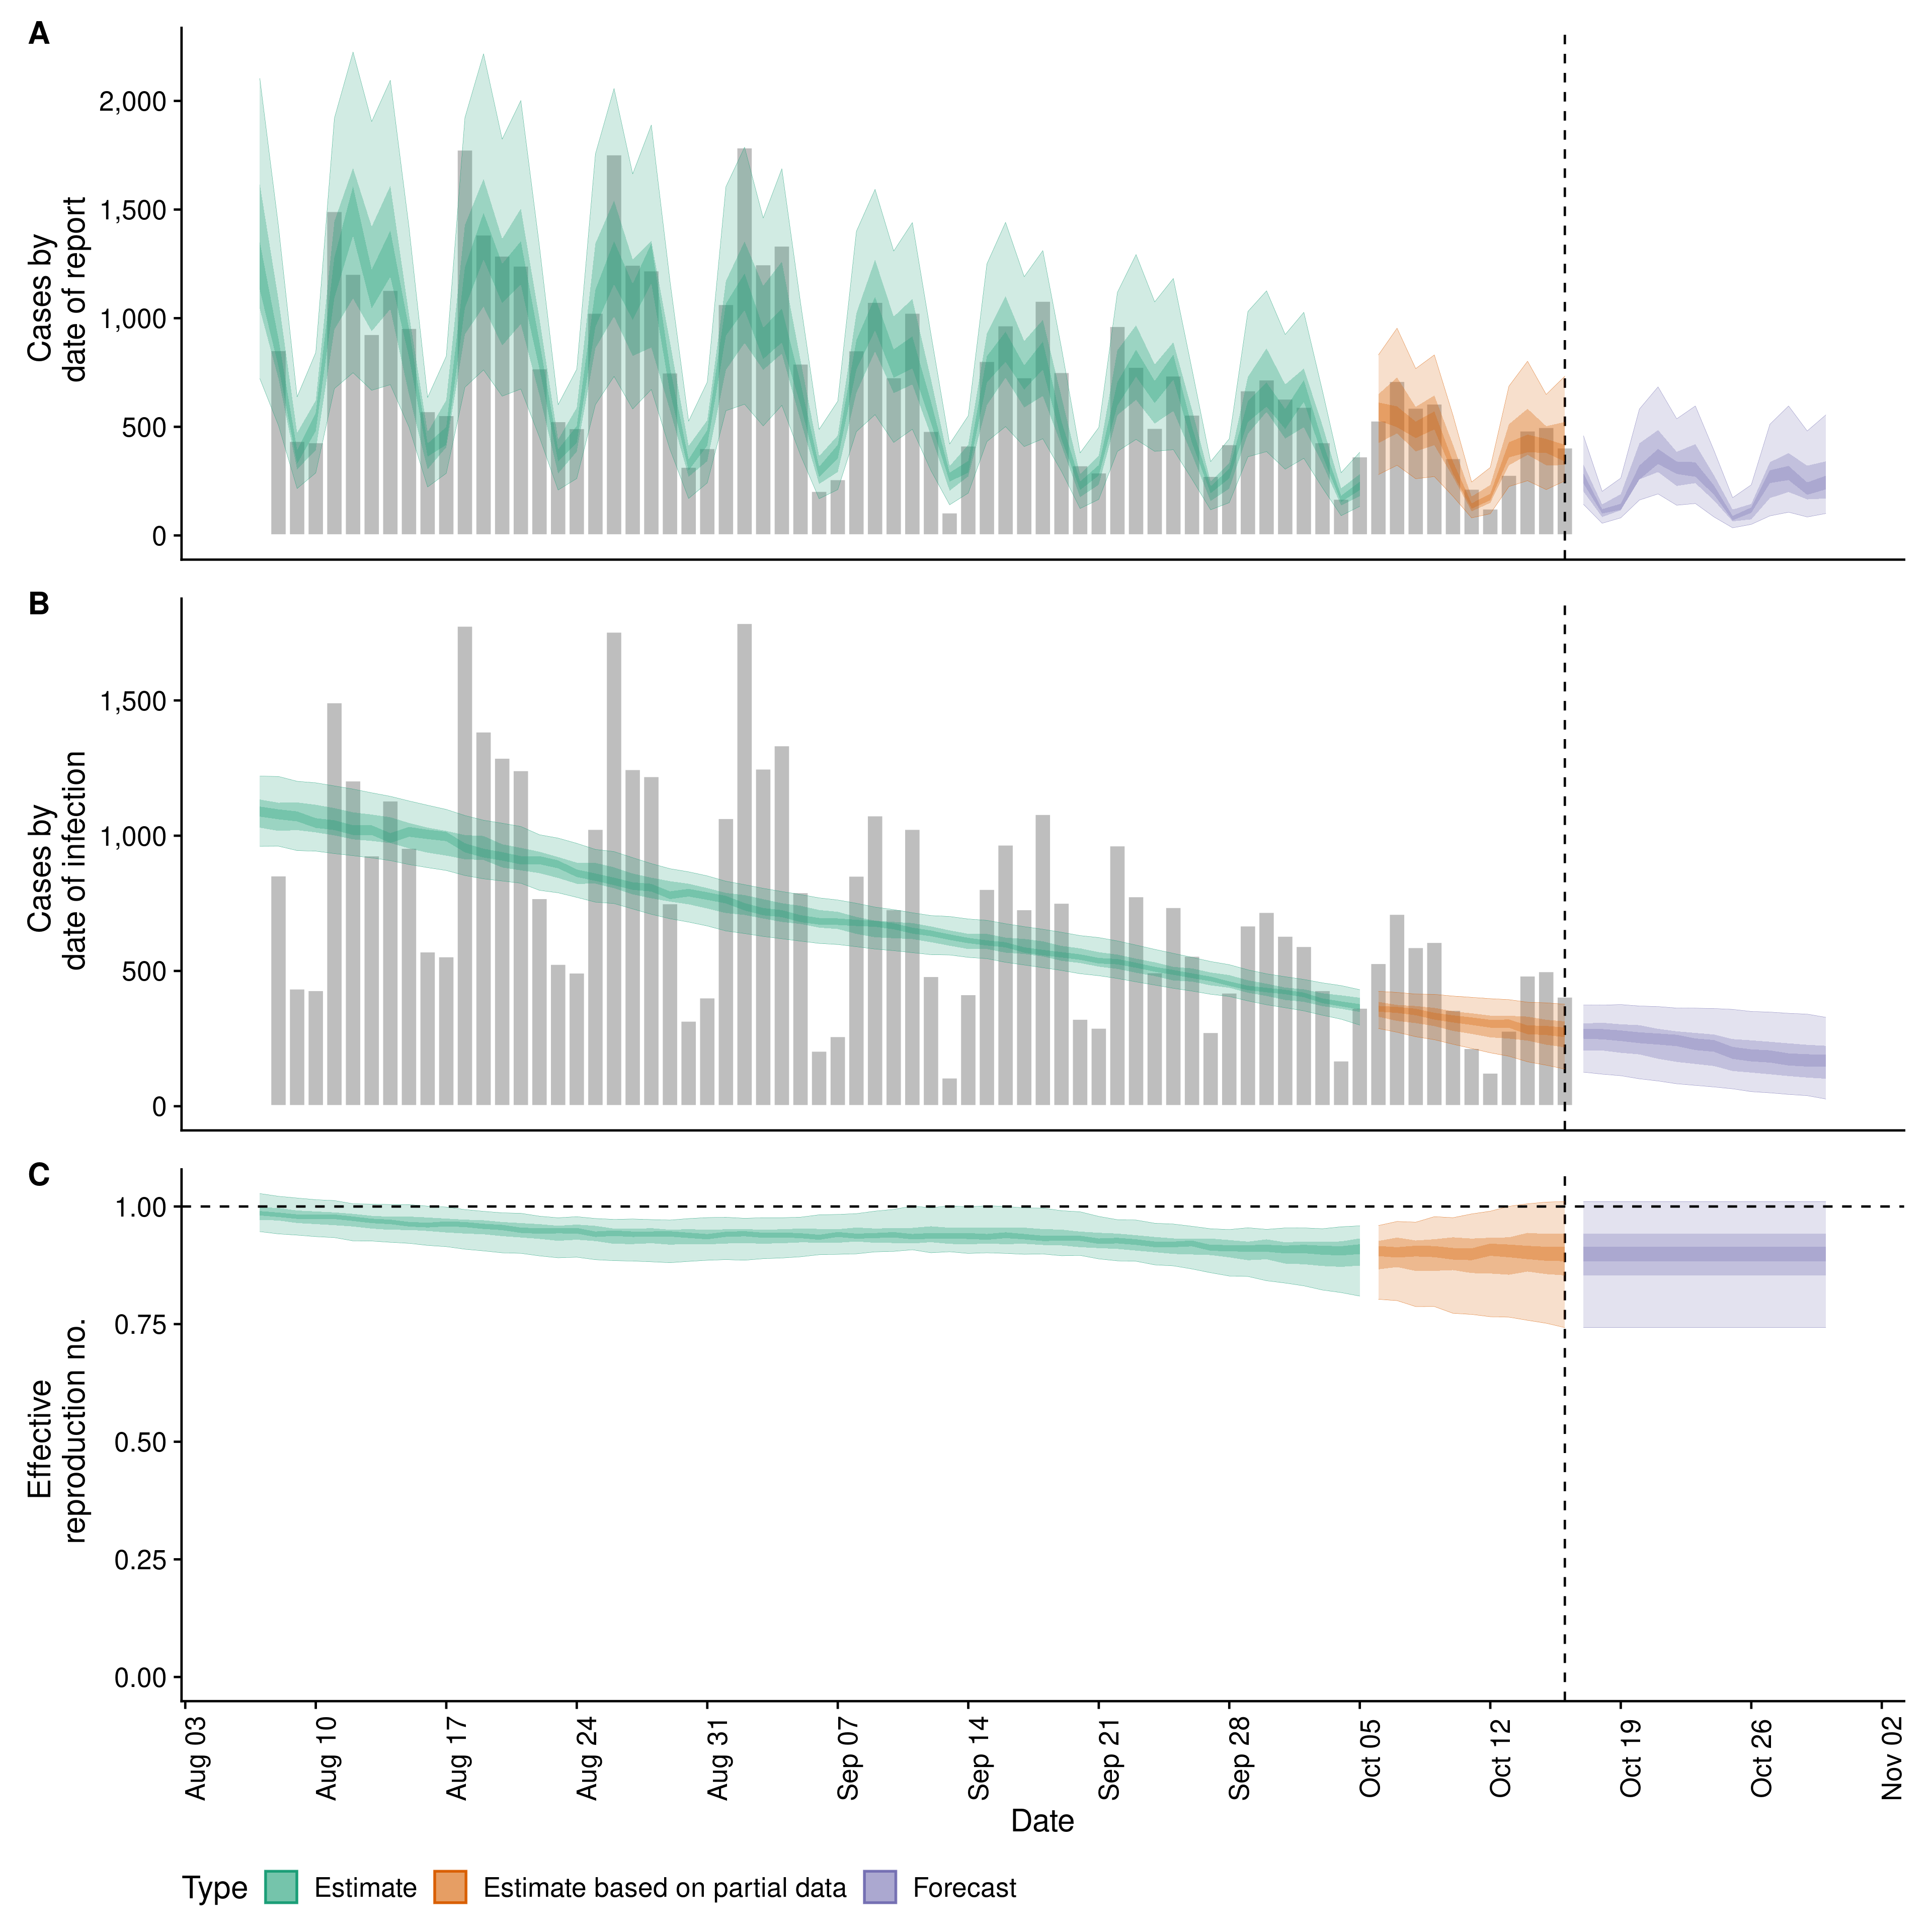 A
Cases by
date of report
2,000
1,500
1,000
500
0
B
Cases by
date of infection
1,500
1,000
500
0
C
Effective
reproduction no.
1.00
0.75
0.50
0.25
0.00
Aug 03
Aug 10
Aug 17
Aug 24
Aug 31
Sep 07
Sep 14
Sep 21
Sep 28
Oct 05
Oct 12
Oct 19
Oct 26
Nov 02
Date
Type Estimate Estimate based on partial data Forecast